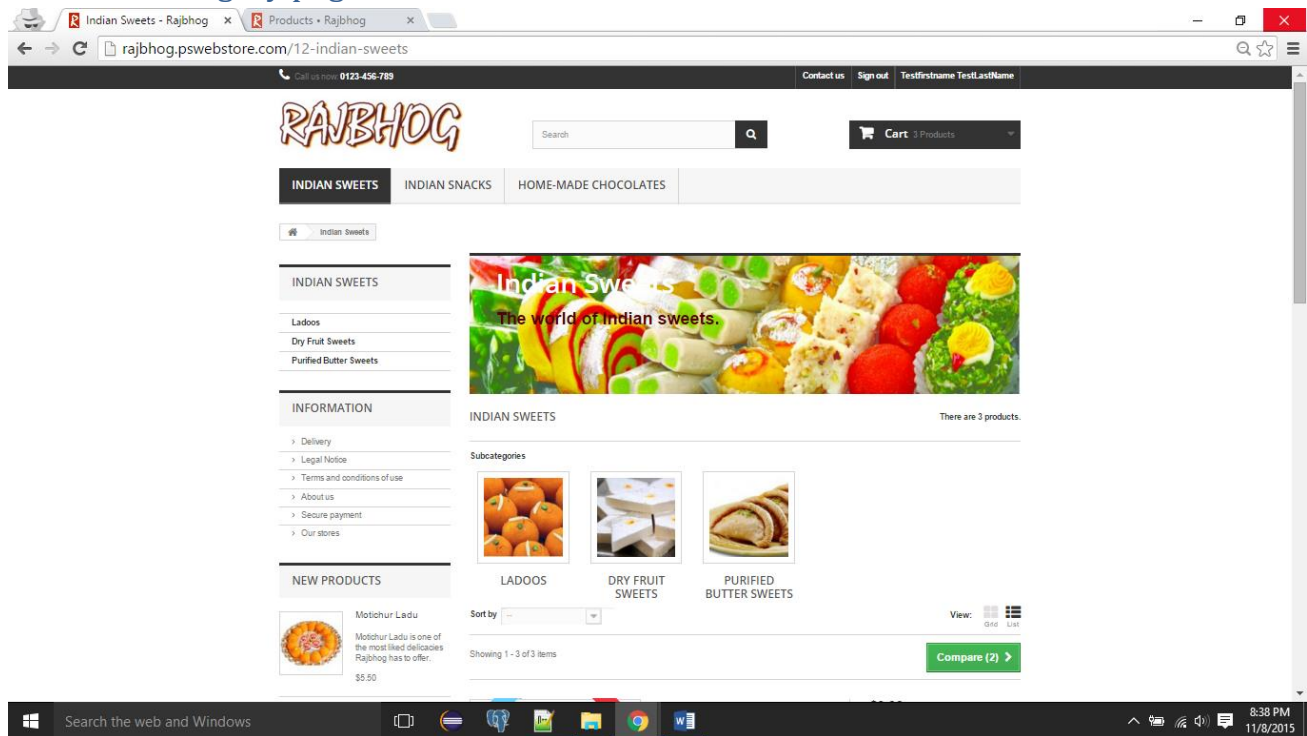 Indian Sweets - Rajbhog
Products • Rajbhog
rajbhog.pswebstore.com/12-indian-sweets
Call us now: 0123-456-789
Contact us
Sign out
Testfirstname TestLastName
RAJBHOG
Search
Cart 3 Products
INDIAN SWEETS
INDIAN SNACKS
HOME-MADE CHOCOLATES
Indian Sweets
INDIAN SWEETS
Ladoos
Dry Fruit Sweets
Purified Butter Sweets
INFORMATION
> Delivery
> Legal Notice
> Terms and conditions of use
> About us
> Secure payment
> Our stores
NEW PRODUCTS
Motichur Ladu
Motichur Ladu is one of
the most liked delicacies
Rajbhog has to offer.
$5.50
Indian Sweets
The world of Indian sweets.
INDIAN SWEETS
There are 3 products.
Subcategories
LADOOS
DRY FRUIT
SWEETS
PURIFIED
BUTTER SWEETS
Sort by --
View:
Grid
List
Showing 1 - 3 of 3 items
Compare (2)
Search the web and Windows
8:38 PM
11/8/2015